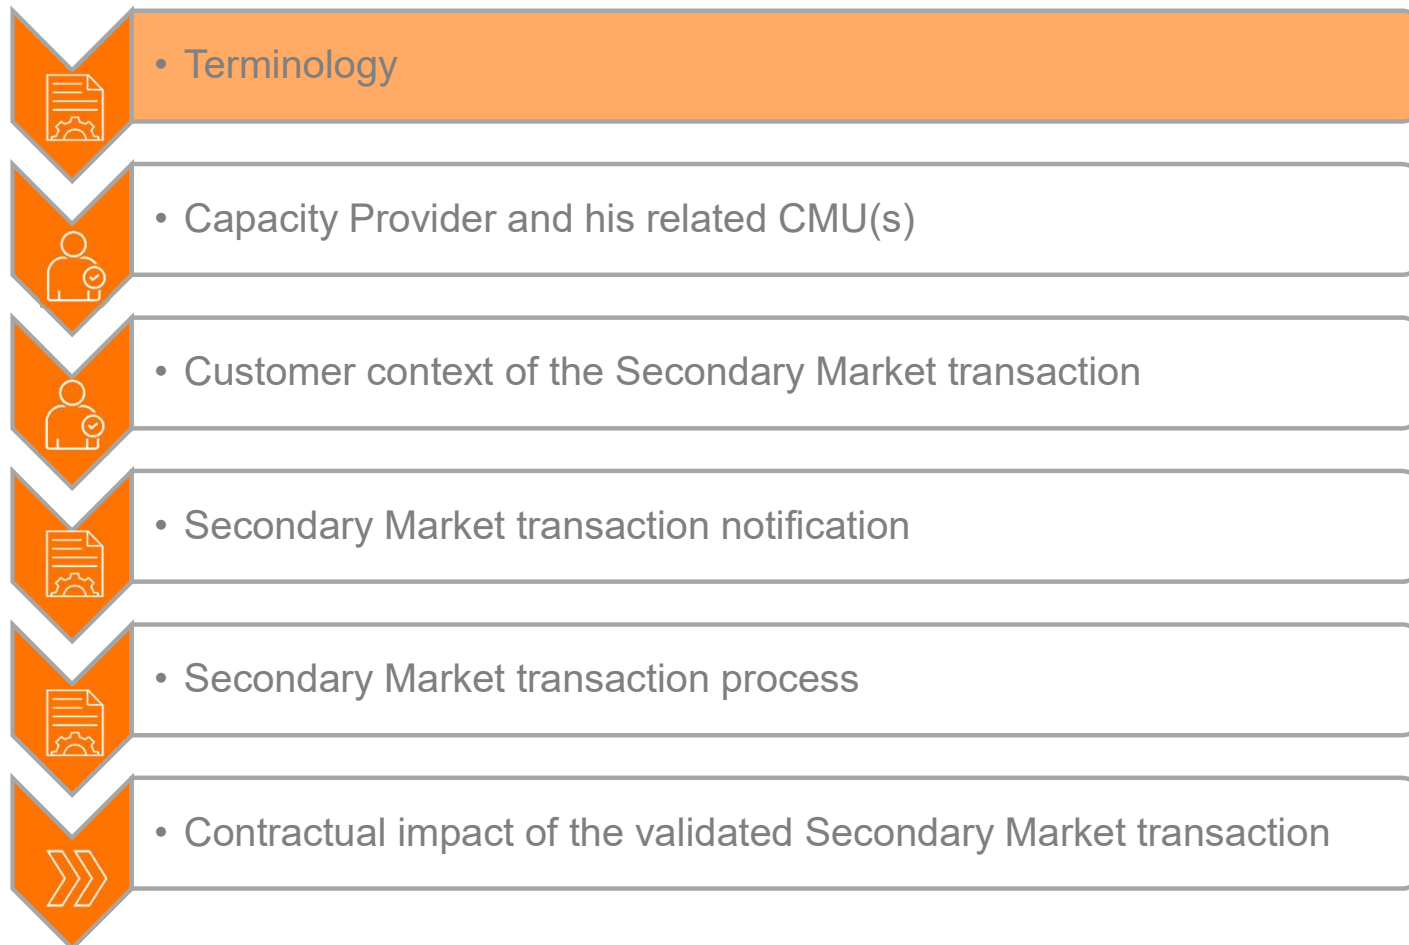 • Terminology
• Capacity Provider and his related CMU(s)
• Customer context of the Secondary Market transaction
• Secondary Market transaction notification
• Secondary Market transaction process
• Contractual impact of the validated Secondary Market transaction